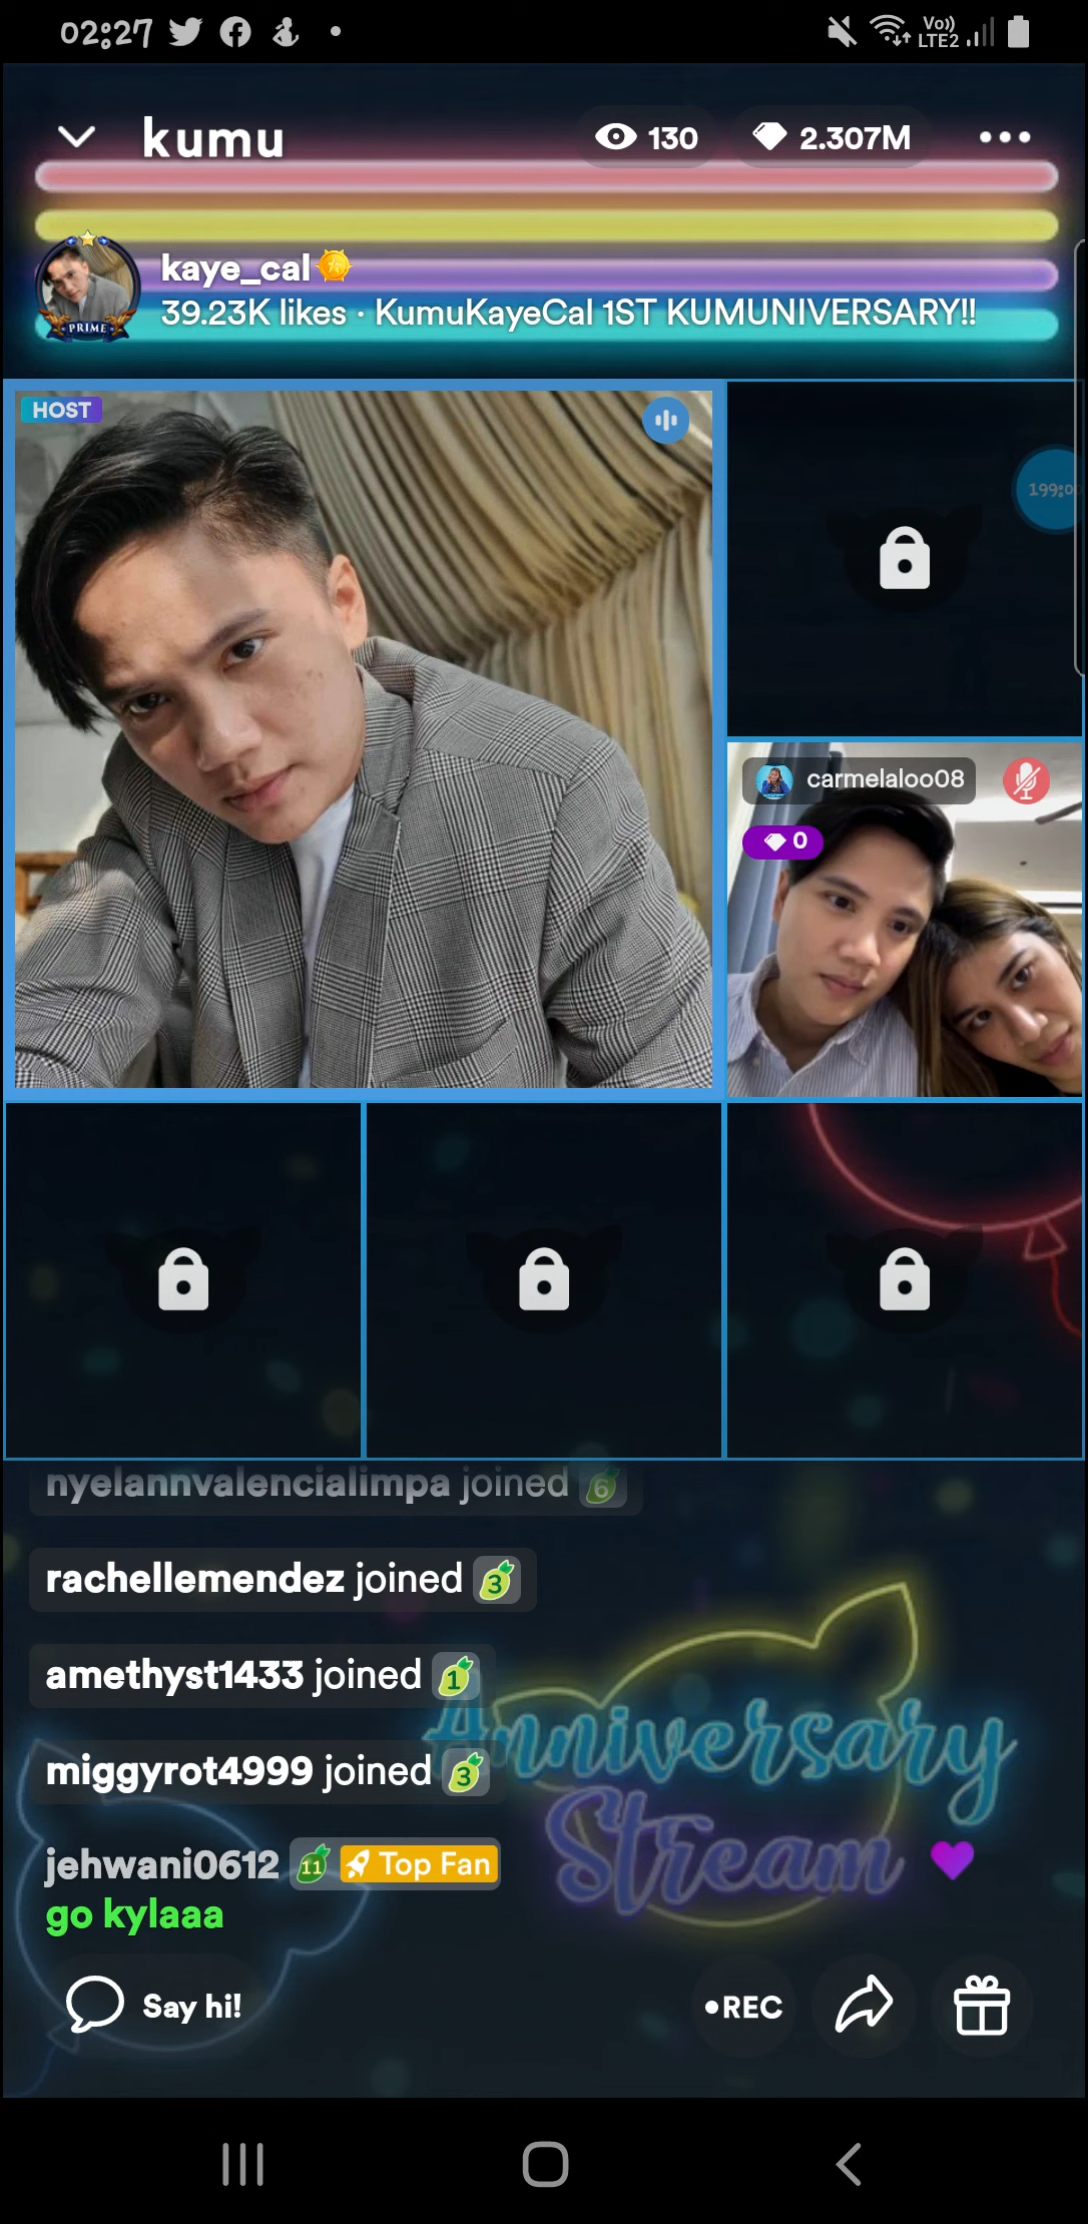 02:27
Vo))
LTE2
kumu
130
2.307M
kaye_cal
39.23K likes · KumuKayeCal 1ST KUMUNIVERSARY!!
PRIME
HOST
carmelaloo08
0
nyelannvalencialimpa joined 6
rachellemendez joined 3
amethyst1433 joined 1
miggyrot4999 joined 3
jehwani0612 11 Top Fan
go kylaaa
Anniversary
Stream
Say hi!
•REC